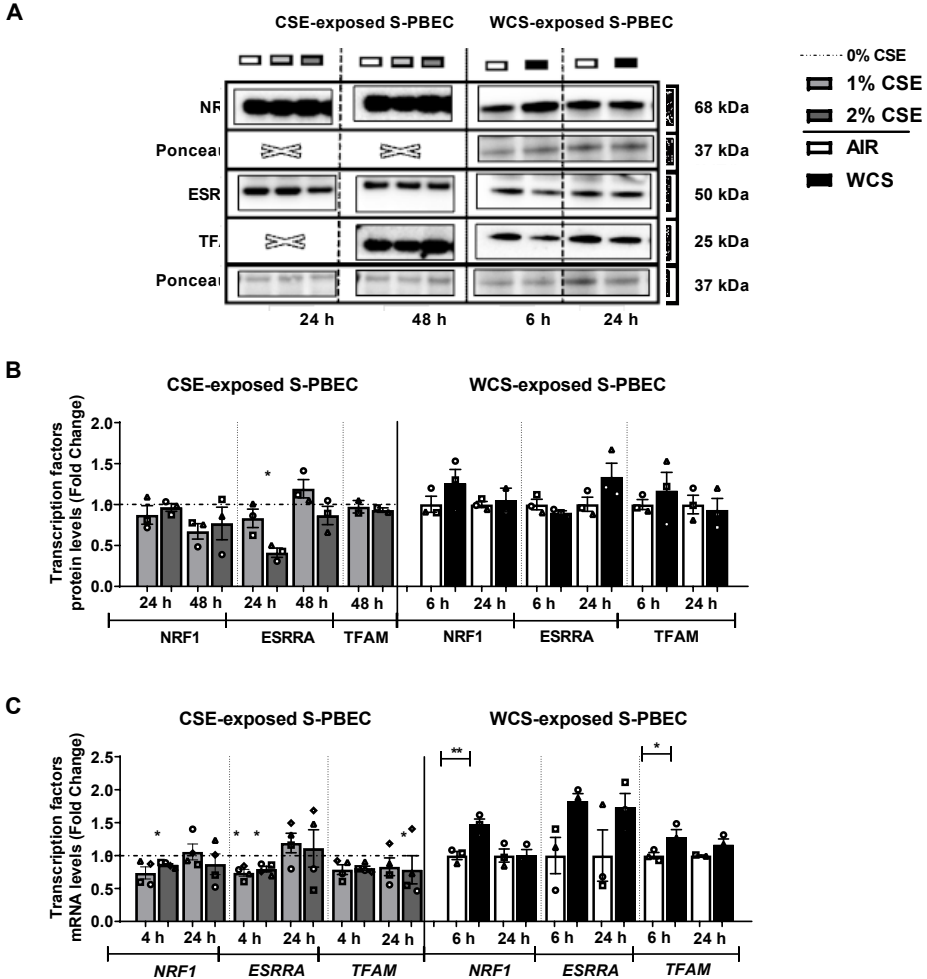 A
CSE-exposed S-PBEC WCS-exposed S-PBEC
0% CSE
1% CSE
2% CSE
AIR
WCS
NR 68 kDa
Ponceau 37 kDa
ESR 50 kDa
TF 25 kDa
Ponceau 37 kDa
24 h 48 h 6 h 24 h
B
CSE-exposed S-PBEC WCS-exposed S-PBEC
Transcription factors
protein levels (Fold Change)
2.0
1.5
1.0
0.5
0.0
*
24 h 48 h 24 h 48 h 48 h 6 h 24 h 6 h 24 h 6 h 24 h
NRF1 ESRRA TFAM NRF1 ESRRA TFAM
C
CSE-exposed S-PBEC WCS-exposed S-PBEC
Transcription factors
mRNA levels (Fold Change)
2.5
2.0
1.5
1.0
0.5
0.0
* * * * ** *
4 h 24 h 4 h 24 h 4 h 24 h 6 h 24 h 6 h 24 h 6 h 24 h
NRF1 ESRRA TFAM NRF1 ESRRA TFAM